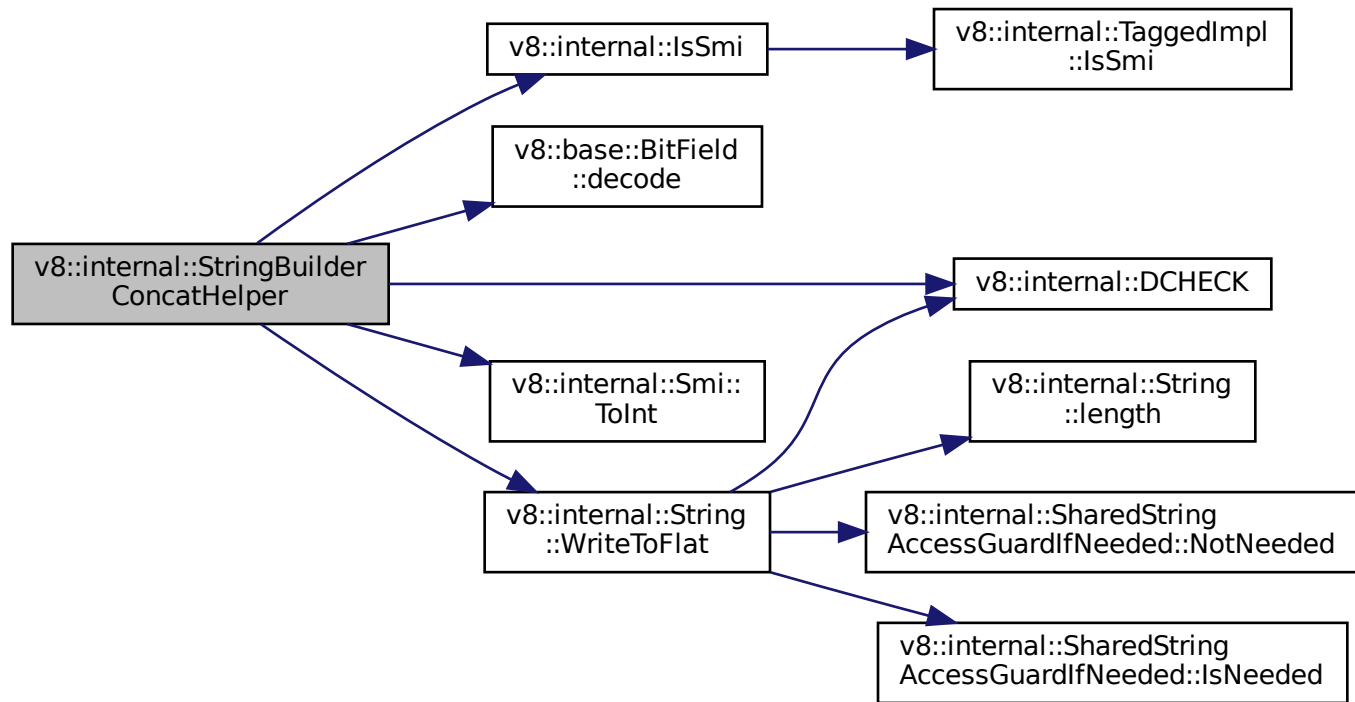 v8::internal::IsSmi
v8::internal::TaggedImpl
::IsSmi
v8::base::BitField
::decode
v8::internal::StringBuilder
ConcatHelper
v8::internal::DCHECK
v8::internal::Smi::
ToInt
v8::internal::String
::length
v8::internal::String
::WriteToFlat
v8::internal::SharedString
AccessGuardIfNeeded::NotNeeded
v8::internal::SharedString
AccessGuardIfNeeded::IsNeeded